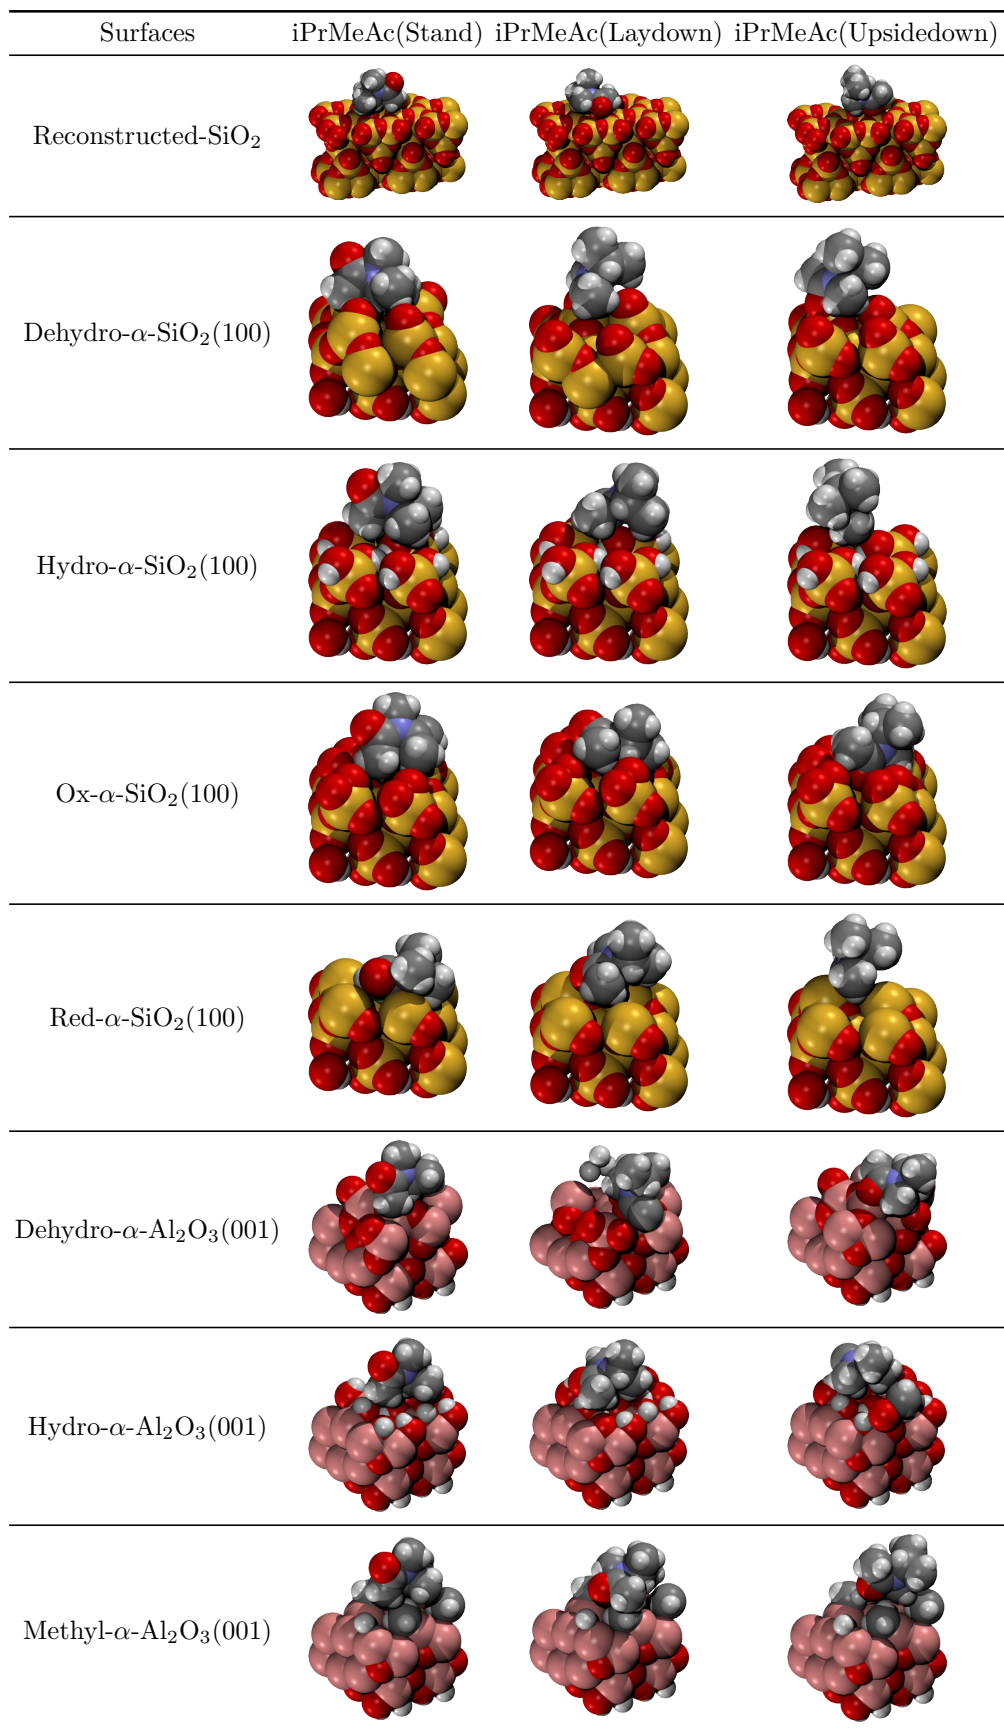 Surfaces iPrMeAc(Stand) iPrMeAc(Laydown) iPrMeAc(Upsidedown)
Reconstructed-SiO₂
Dehydro-α-SiO₂(100)
Hydro-α-SiO₂(100)
Ox-α-SiO₂(100)
Red-α-SiO₂(100)
Dehydro-α-Al₂O₃(001)
Hydro-α-Al₂O₃(001)
Methyl-α-Al₂O₃(001)